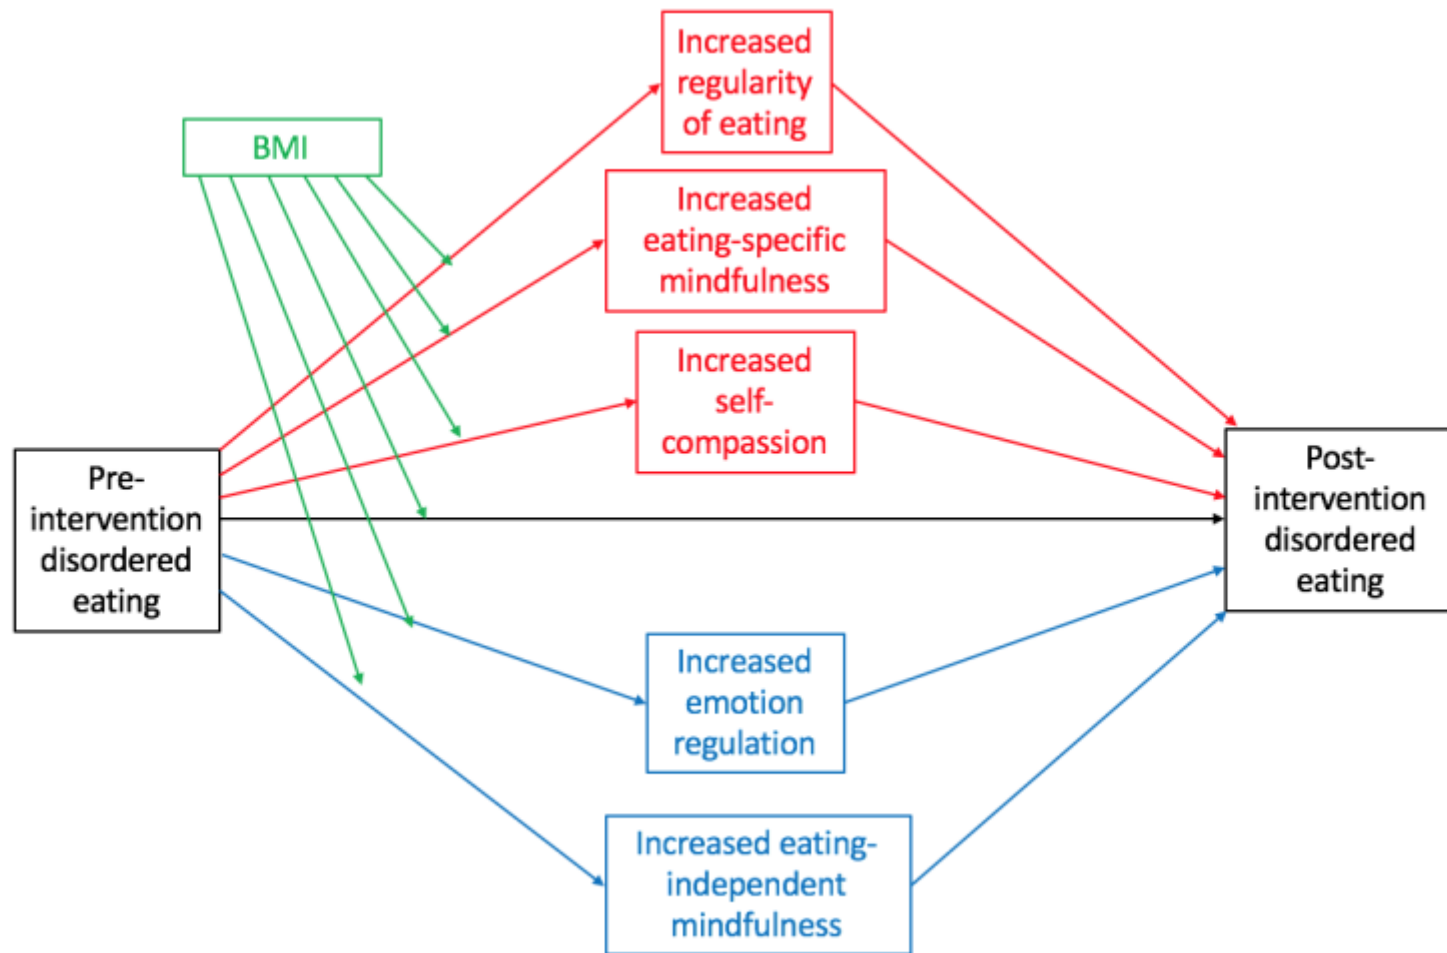 Increased
regularity
of eating
BMI
Increased
eating-specific
mindfulness
Increased
self-
compassion
Pre-
intervention
disordered
eating
Post-
intervention
disordered
eating
Increased
emotion
regulation
Increased eating-
independent
mindfulness